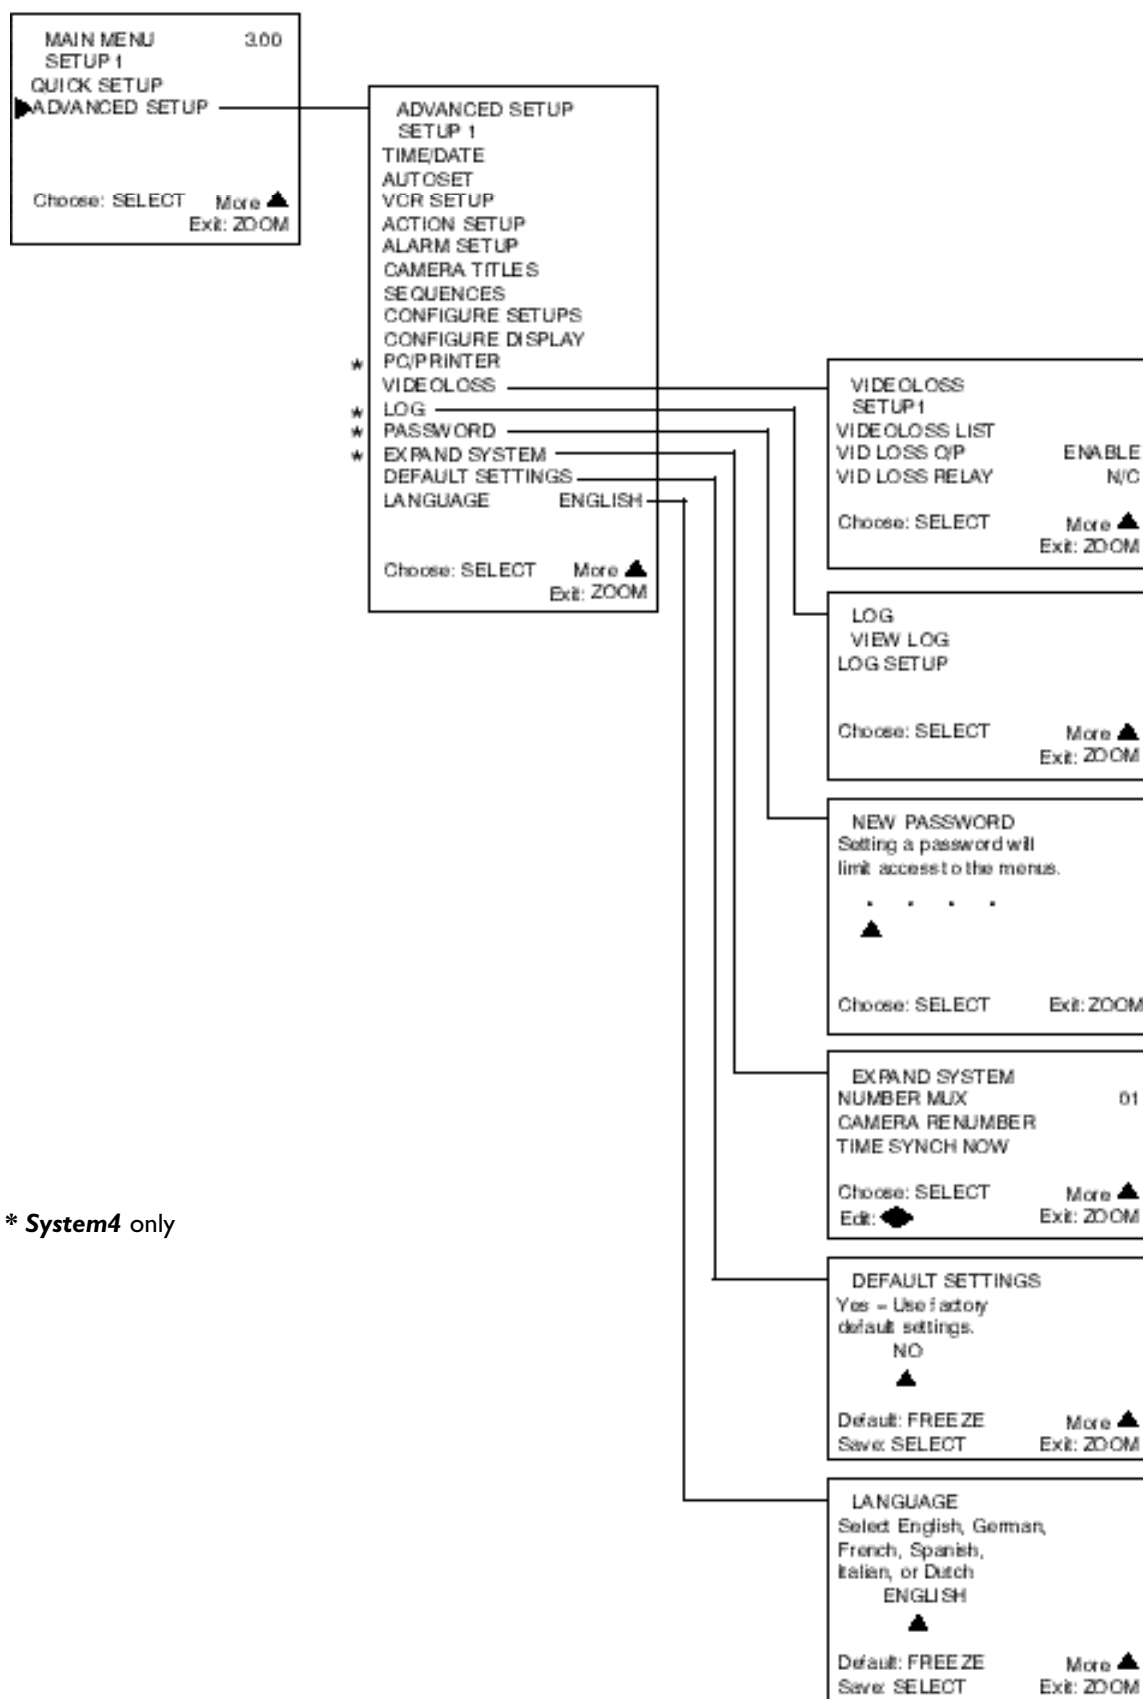 MAIN MENU 3.00
SETUP 1
QUICK SETUP
ADVANCED SETUP
Choose: SELECT More
Exit: ZOOM
ADVANCED SETUP
SETUP 1
TIME/DATE
AUTOSET
VCR SETUP
ACTION SETUP
ALARM SETUP
CAMERA TITLES
SEQUENCES
CONFIGURE SETUPS
CONFIGURE DISPLAY
* PC/PRINTER
VIDEOLOSS
* LOG
* PASSWORD
* EXPAND SYSTEM
DEFAULT SETTINGS
LANGUAGE ENGLISH
Choose: SELECT More
Exit: ZOOM
VIDEOLOSS
SETUP 1
VIDEOLOSS LIST
VID LOSS O/P ENABLE
VID LOSS RELAY N/C
Choose: SELECT More
Exit: ZOOM
LOG
VIEW LOG
LOG SETUP
Choose: SELECT More
Exit: ZOOM
NEW PASSWORD
Setting a password will
limit access to the menus.
. . . .
Choose: SELECT Exit: ZOOM
EXPAND SYSTEM
NUMBER MUX 01
CAMERA RENUMBER
TIME SYNCH NOW
Choose: SELECT More
Edit: Exit: ZOOM
* System4 only
DEFAULT SETTINGS
Yes – Use factory
default settings.
NO
Default: FREEZE More
Save: SELECT Exit: ZOOM
LANGUAGE
Select English, German,
French, Spanish,
Italian, or Dutch
ENGLISH
Default: FREEZE More
Save: SELECT Exit: ZOOM